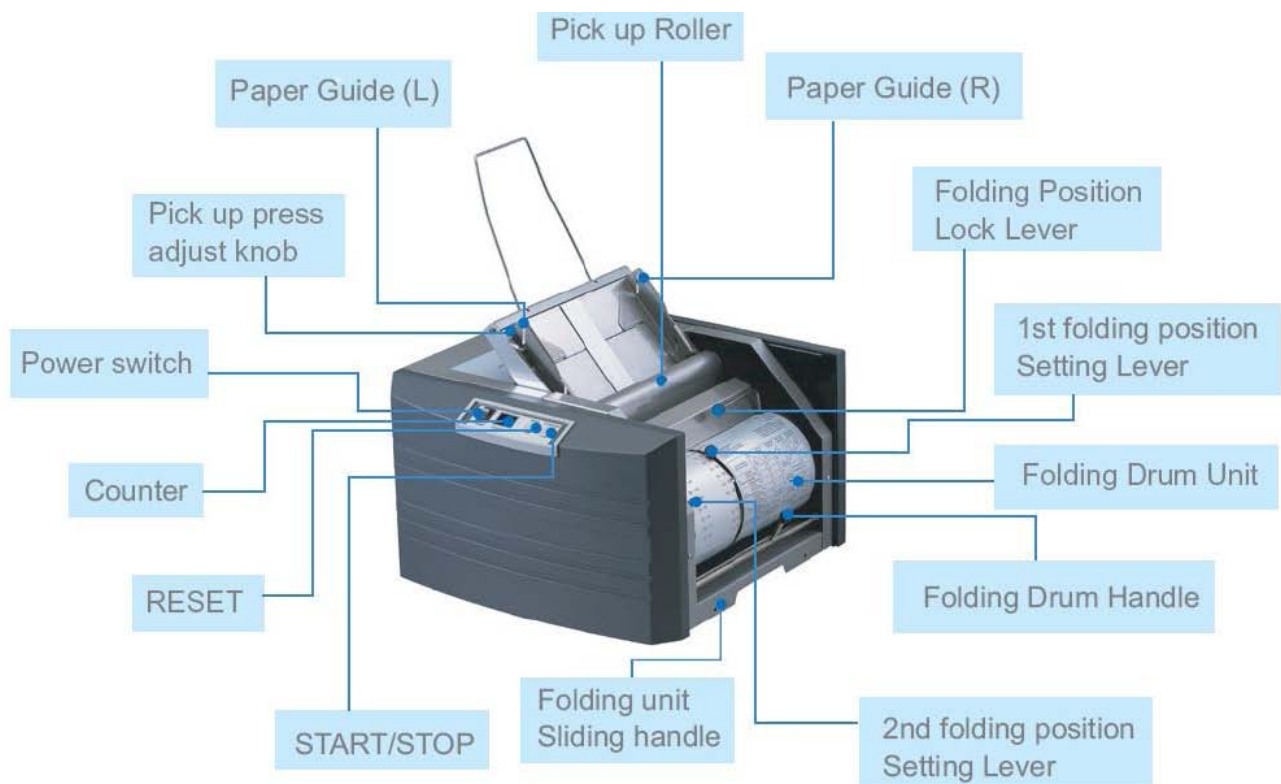 Pick up Roller
Paper Guide (L)
Paper Guide (R)
Folding Position
Lock Lever
Pick up press
adjust knob
1st folding position
Setting Lever
Power switch
Folding Drum Unit
Counter
RESET
Folding Drum Handle
Folding unit
Sliding handle
START/STOP
2nd folding position
Setting Lever